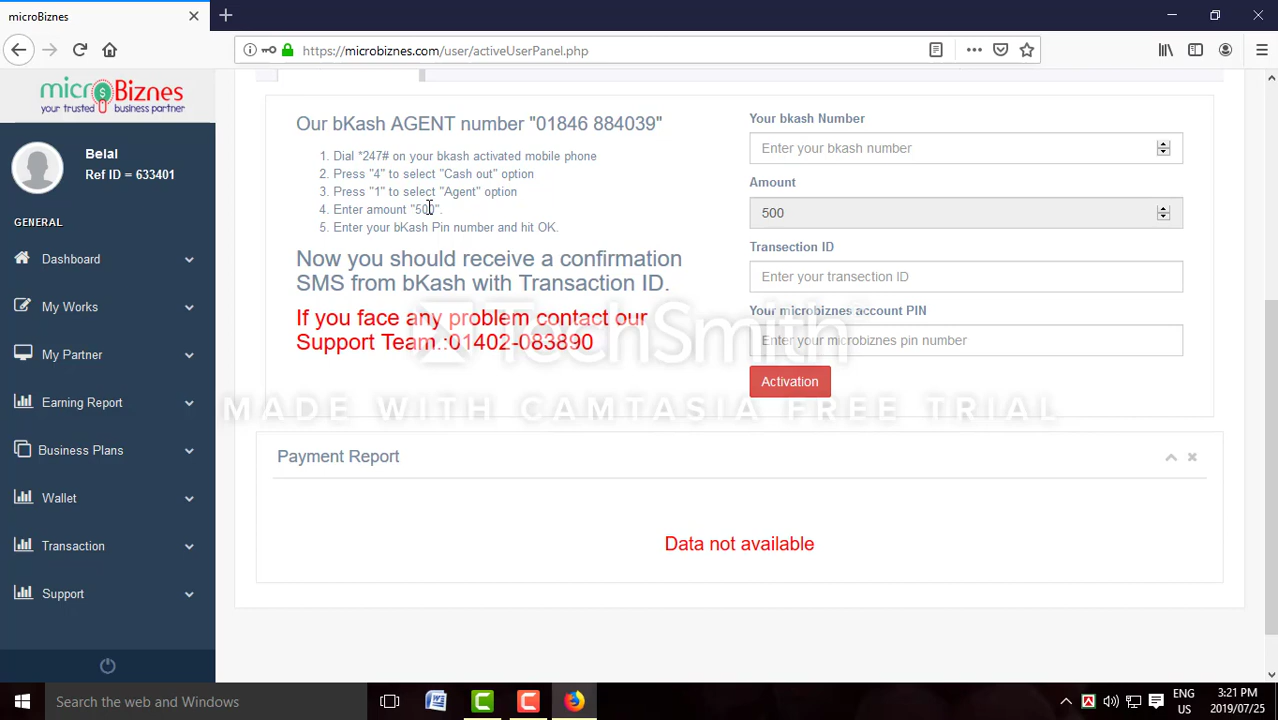 microBiznes
https://microbiznes.com/user/activeUserPanel.php
micro Biznes
your trusted business partner
Belal
Ref ID = 633401
GENERAL
Dashboard
My Works
My Partner
Earning Report
Business Plans
Wallet
Transaction
Support
Our bKash AGENT number "01846 884039"
1. Dial *247# on your bkash activated mobile phone
2. Press "4" to select "Cash out" option
3. Press "1" to select "Agent" option
4. Enter amount "500".
5. Enter your bKash Pin number and hit OK.
Now you should receive a confirmation
SMS from bKash with Transaction ID.
If you face any problem contact our
Support Team.:01402-083890
Your bkash Number
Enter your bkash number
Amount
500
Transection ID
Enter your transection ID
Your microbiznes account PIN
Enter your microbiznes pin number
Activation
TechSmith
MADE WITH CAMTASIA FREE TRIAL
Payment Report
Data not available
Search the web and Windows
ENG
US
3:21 PM
2019/07/25